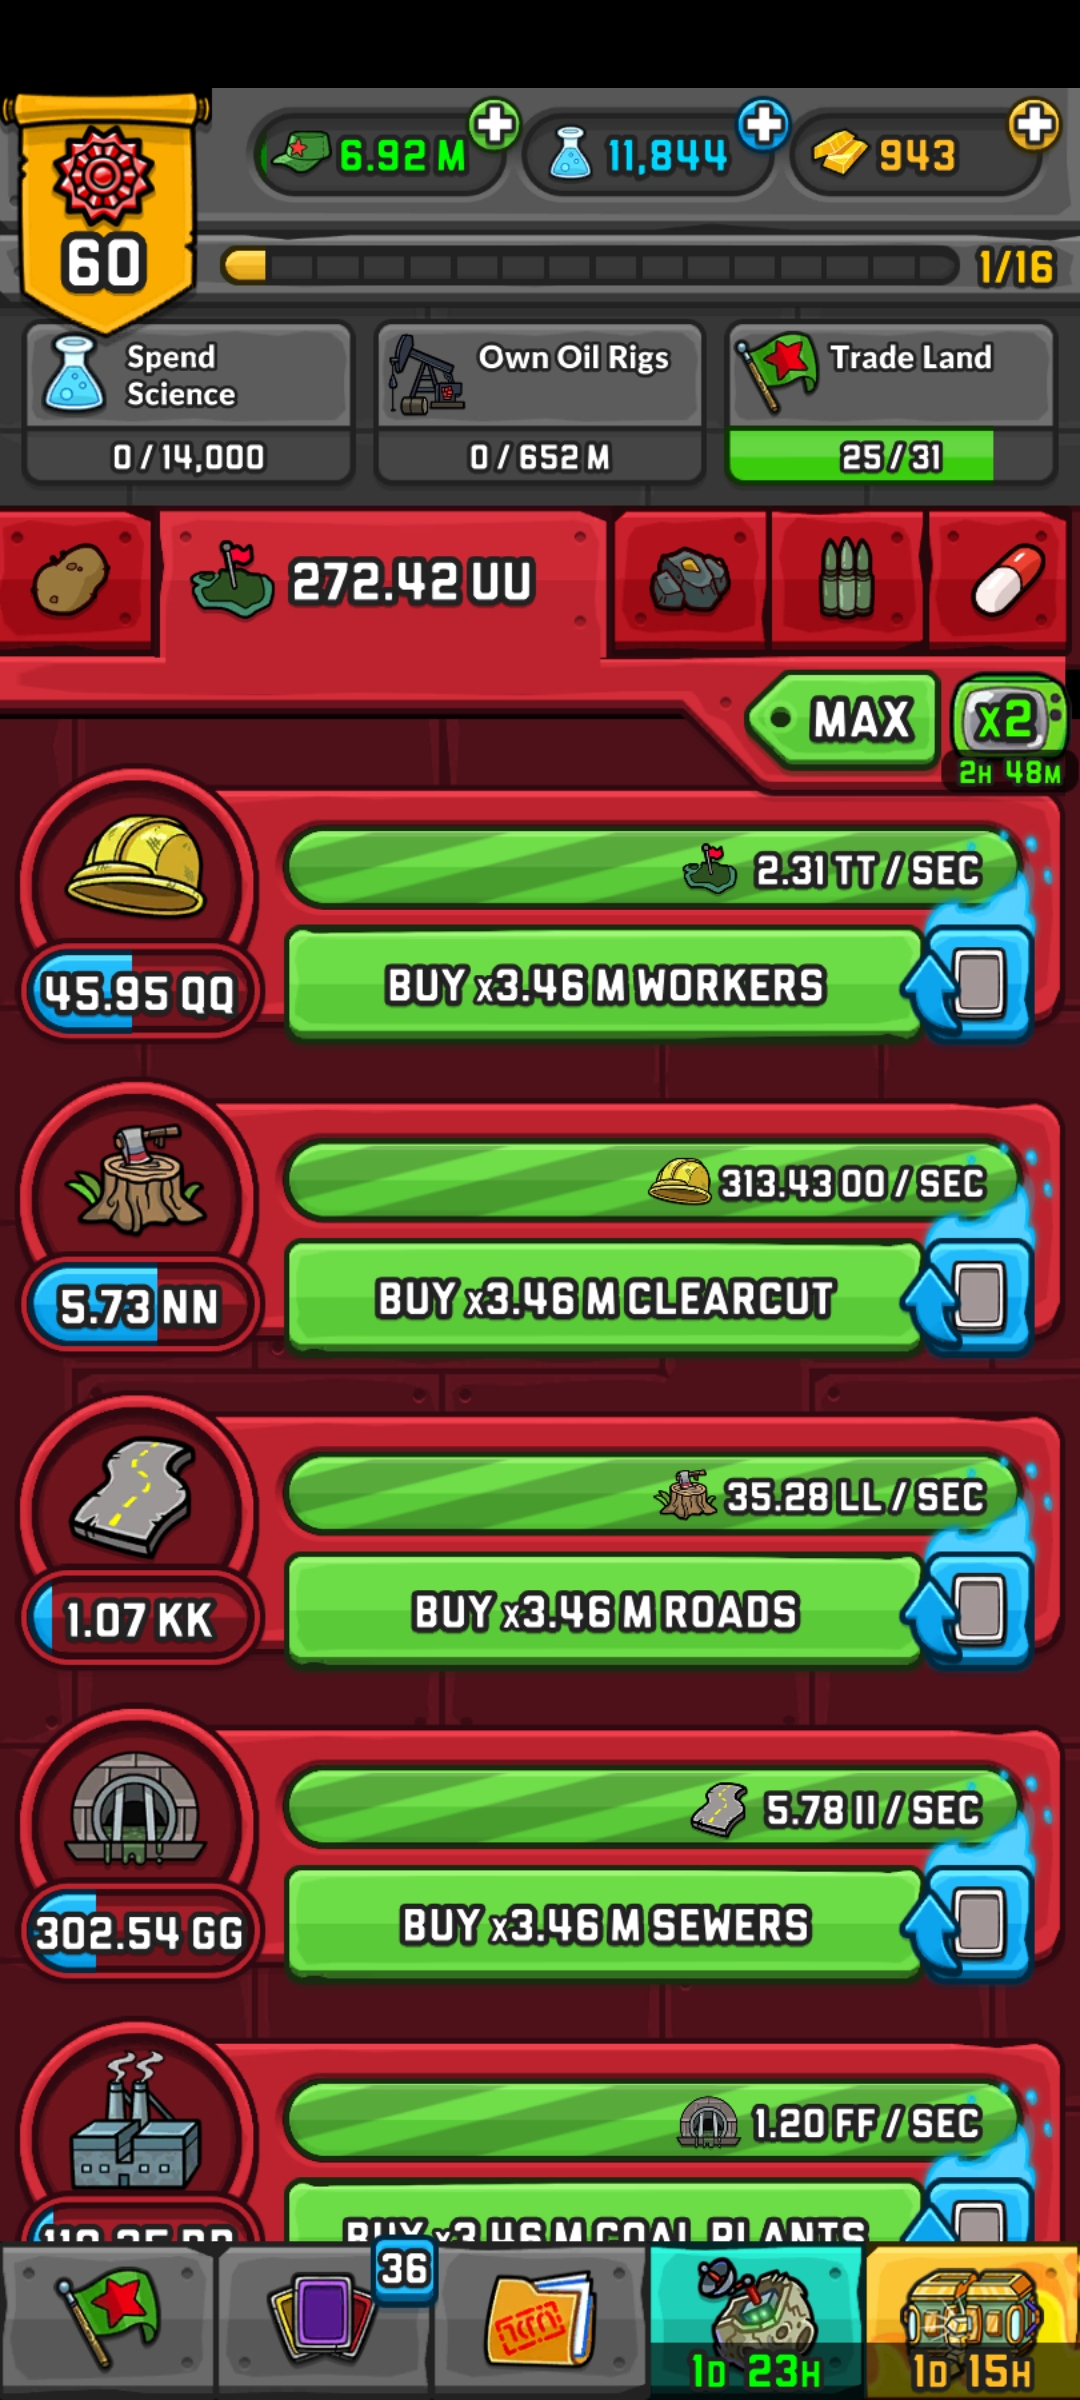 6.92 M
11,844
943
60
1/16
Spend
Science
0/14,000
Own Oil Rigs
0/652 M
Trade Land
25/31
272.42 UU
MAX
x2
2H 48M
2.31 TT / SEC
45.95 QQ
BUY x3.46 M WORKERS
313.43 OO / SEC
5.73 NN
BUY x3.46 M CLEARCUT
35.28 LL / SEC
1.07 KK
BUY x3.46 M ROADS
5.78 II / SEC
302.54 GG
BUY x3.46 M SEWERS
1.20 FF / SEC
BUY x3.46 M COAL PLANTS
36
1D 23H
1D 15H